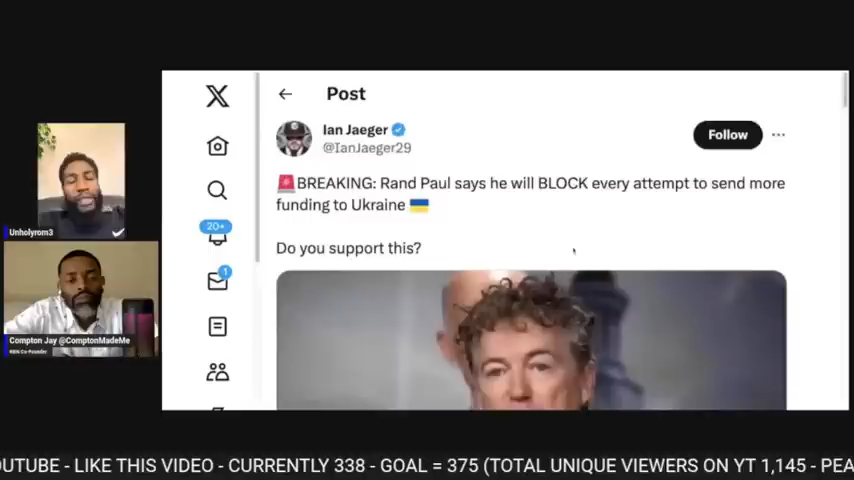 Post
Ian Jaeger
@IanJaeger29
Follow
🚨BREAKING: Rand Paul says he will BLOCK every attempt to send more
funding to Ukraine 🇺🇦
Do you support this?
20+
1
Unholyrom3
Compton Jay @ComptonMadeMe
Co-Founder
OUTUBE - LIKE THIS VIDEO - CURRENTLY 338 - GOAL = 375 (TOTAL UNIQUE VIEWERS ON YT 1,145 - PEA